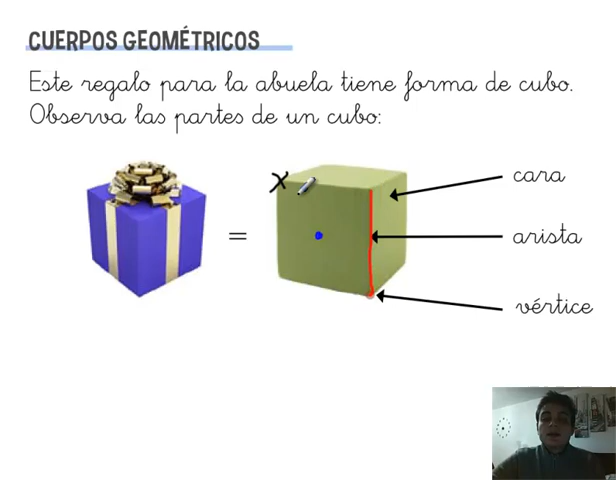 CUERPOS GEOMÉTRICOS
Este regalo para la abuela tiene forma de cubo.
Observa las partes de un cubo:
x
=
cara
arista
vértice